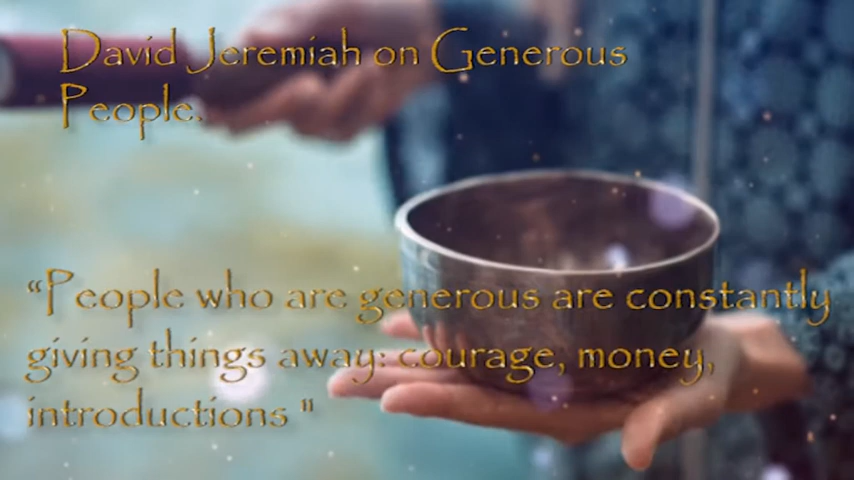 David Jeremiah on Generous
People.
“People who are generous are constantly
giving things away: courage, money,
introductions "